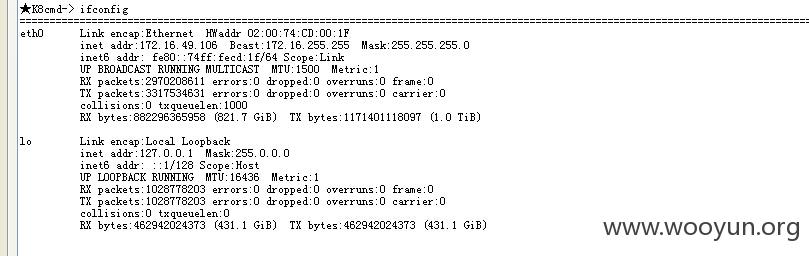 ★K8cmd-> ifconfig
================================================================================
eth0 Link encap:Ethernet HWaddr 02:00:74:CD:00:1F
inet addr:172.16.49.106 Bcast:172.16.255.255 Mask:255.255.255.0
inet6 addr: fe80::74ff:fecd:1f/64 Scope:Link
UP BROADCAST RUNNING MULTICAST MTU:1500 Metric:1
RX packets:2970208611 errors:0 dropped:0 overruns:0 frame:0
TX packets:3317534631 errors:0 dropped:0 overruns:0 carrier:0
collisions:0 txqueuelen:1000
RX bytes:882296365958 (821.7 GiB) TX bytes:1171401118097 (1.0 TiB)
lo Link encap:Local Loopback
inet addr:127.0.0.1 Mask:255.0.0.0
inet6 addr: ::1/128 Scope:Host
UP LOOPBACK RUNNING MTU:16436 Metric:1
RX packets:1028778203 errors:0 dropped:0 overruns:0 frame:0
TX packets:1028778203 errors:0 dropped:0 overruns:0 carrier:0
collisions:0 txqueuelen:0
RX bytes:462942024373 (431.1 GiB) TX bytes:462942024373 (431.1 GiB)
www.wooyun.org